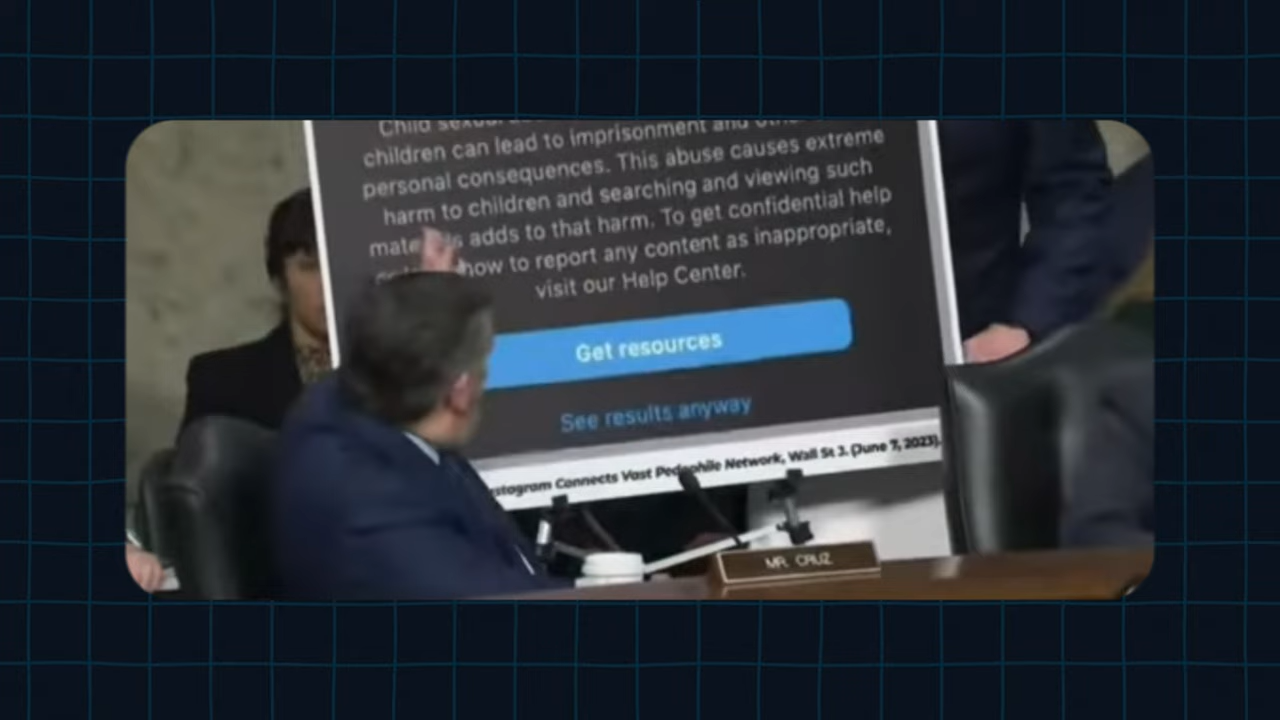 Child sexual
children can lead to imprisonment and
personal consequences. This abuse causes extreme
harm to children and searching and viewing such
adds to that harm. To get confidential help
how to report any content as inappropriate,
visit our Help Center.
Get resources
See results anyway
Connects Vast Pedophile Network, Wall St J. (June 7, 2023).
MR. CRUZ